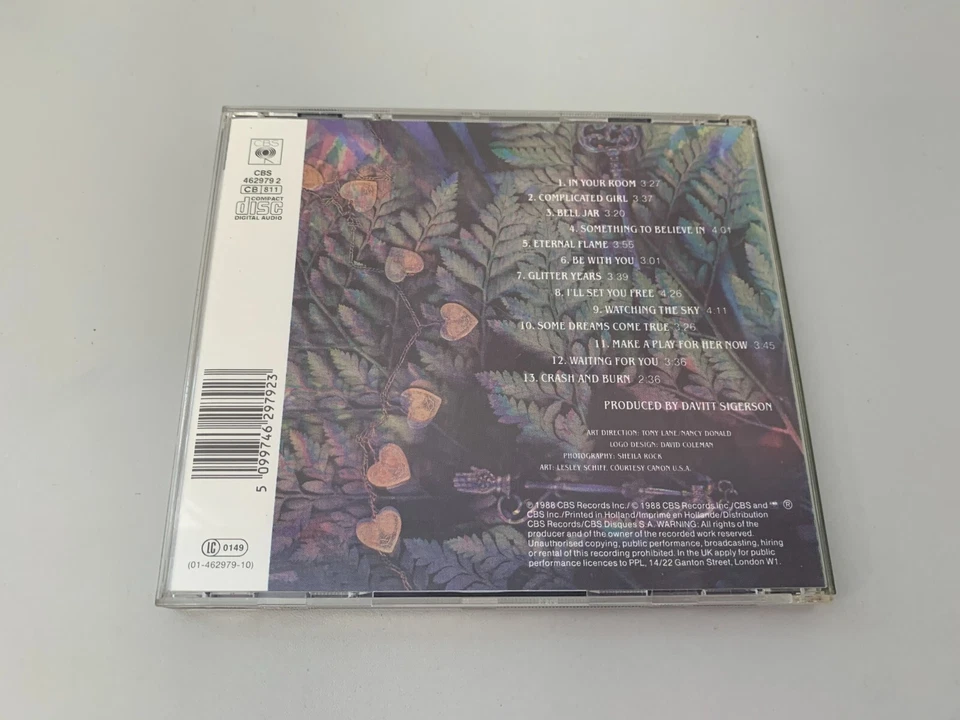 CBS
CBS
462979 2
CB 811
COMPACT
disc
DIGITAL AUDIO
1. IN YOUR ROOM 3:27
2. COMPLICATED GIRL 3:37
3. BELL JAR 3:20
4. SOMETHING TO BELIEVE IN 4:01
5. ETERNAL FLAME 3:55
6. BE WITH YOU 3:01
7. GLITTER YEARS 3:39
8. I'LL SET YOU FREE 4:26
9. WATCHING THE SKY 4:11
10. SOME DREAMS COME TRUE 3:26
11. MAKE A PLAY FOR HER NOW 3:45
12. WAITING FOR YOU 3:36
13. CRASH AND BURN 2:36
PRODUCED BY DAVITT SIGERSON
ART DIRECTION: TONY LANE/NANCY DONALD
LOGO DESIGN: DAVID COLEMAN
PHOTOGRAPHY: SHEILA ROCK
ART: LESLEY SCHIFF, COURTESY CANON U.S.A.
℗ 1988 CBS Records Inc./ © 1988 CBS Records Inc./CBS and ®
CBS Inc./Printed in Holland/Imprimé en Hollande/Distribution
CBS Records/CBS Disques S.A. WARNING: All rights of the
producer and of the owner of the recorded work reserved.
Unauthorised copying, public performance, broadcasting, hiring
or rental of this recording prohibited. In the UK apply for public
performance licences to PPL, 14/22 Ganton Street, London W1.
5 099746 297923
LC 0149
(01-462979-10)